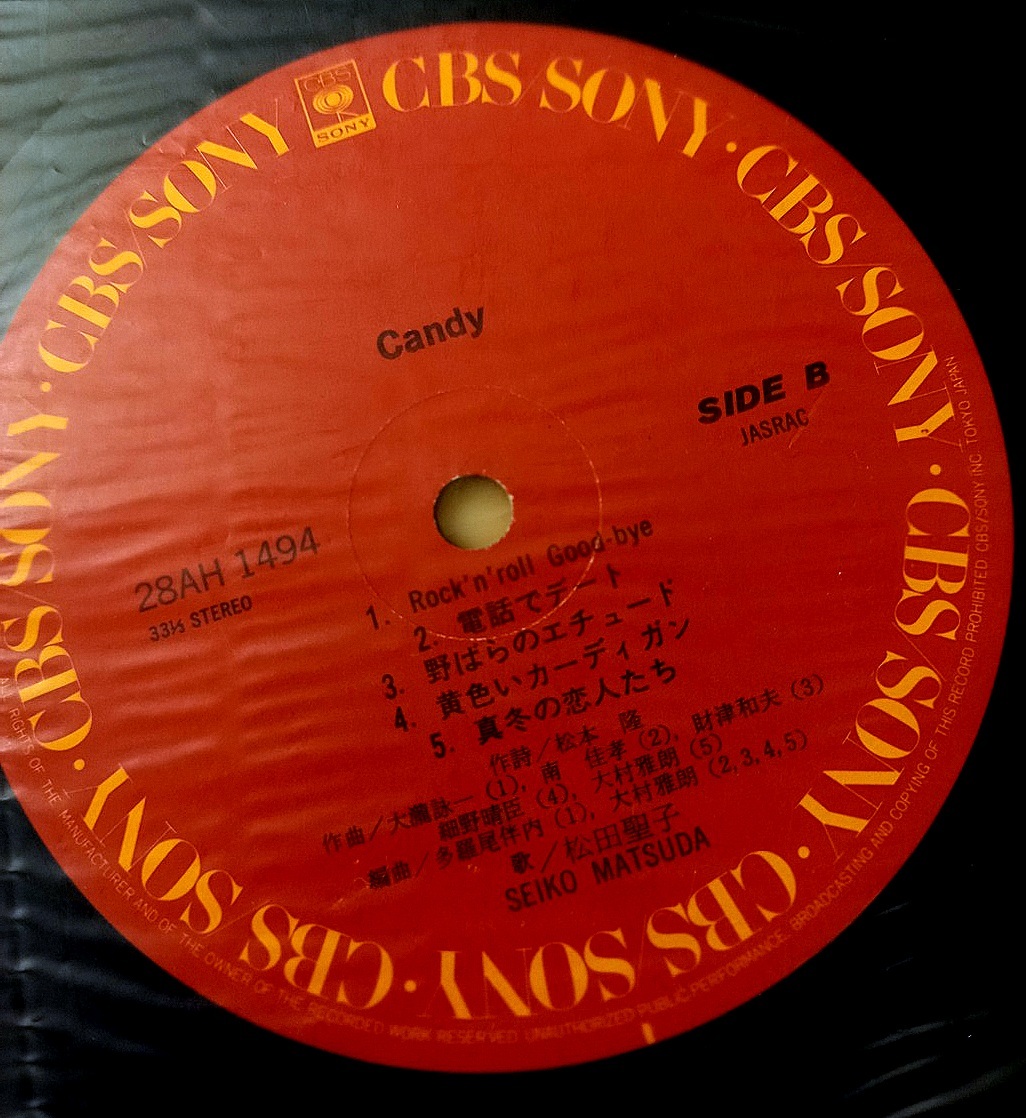 CBS
SONY
CBS/SONY · CBS/SONY · CBS/SONY · CBS/SONY · CBS/SONY · CBS/SONY · CBS/SONY · CBS/SONY
Candy
SIDE B
JASRAC
28AH 1494
33⅓ STEREO
1. Rock'n'roll Good-bye
2. 電話でデート
3. 野ばらのエチュード
4. 黄色いカーディガン
5. 真冬の恋人たち
作詩/松本 隆
作曲/大瀧詠一(1), 南 佳孝(2), 財津和夫(3)
細野晴臣(4), 大村雅朗(5)
編曲/多羅尾伴内(1), 大村雅朗(2,3,4,5)
歌/松田聖子
SEIKO MATSUDA
ALL RIGHTS OF THE MANUFACTURER AND OF THE OWNER OF THE RECORDED WORK RESERVED. UNAUTHORIZED PUBLIC PERFORMANCE. BROADCASTING AND COPYING OF THIS RECORD PROHIBITED CBS/SONY INC. TOKYO JAPAN